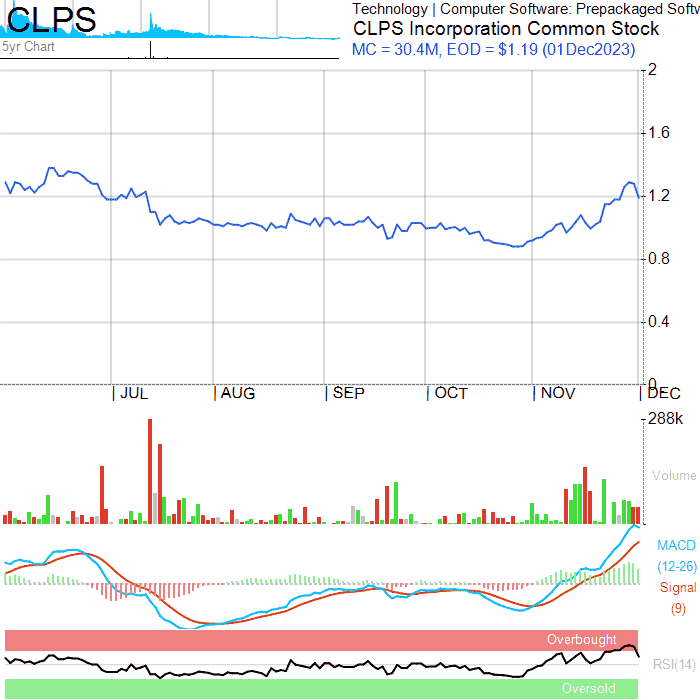 CLPS
Technology | Computer Software: Prepackaged Softw
CLPS Incorporation Common Stock
5yr Chart
MC = 30.4M, EOD = $1.19 (01Dec2023)
2
1.6
1.2
0.8
0.4
0
| JUL | AUG | SEP | OCT | NOV | DEC
288k
Volume
MACD
(12-26)
Signal
(9)
Overbought
RSI(14)
Oversold